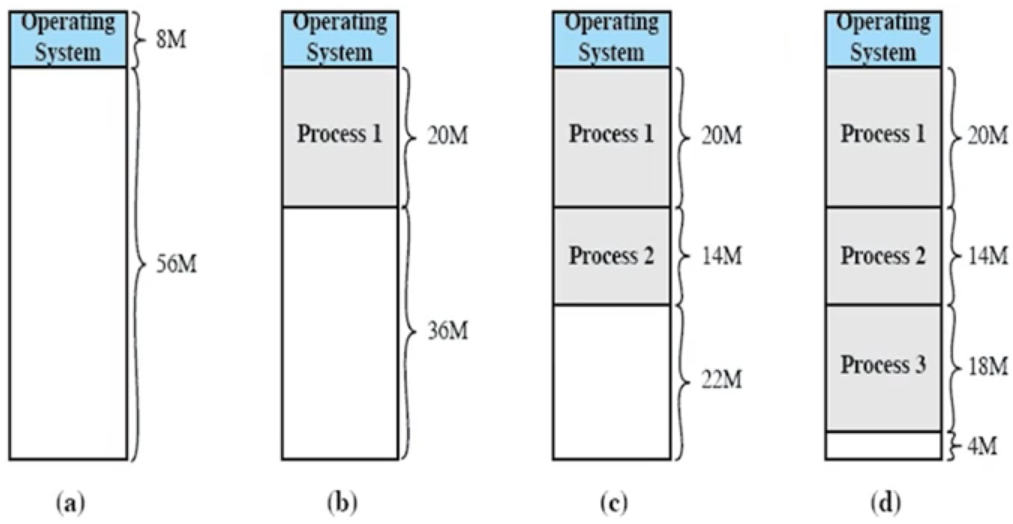 Operating
System
8M
56M
(a)
Operating
System
Process 1
20M
36M
(b)
Operating
System
Process 1
20M
Process 2
14M
22M
(c)
Operating
System
Process 1
20M
Process 2
14M
Process 3
18M
4M
(d)